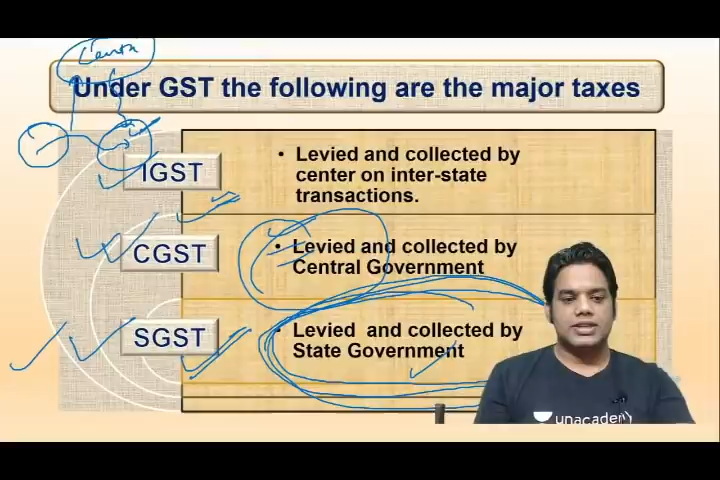 Centre
Under GST the following are the major taxes
IGST
• Levied and collected by
center on inter-state
transactions.
CGST
• Levied and collected by
Central Government
SGST
• Levied and collected by
State Government
unacademy